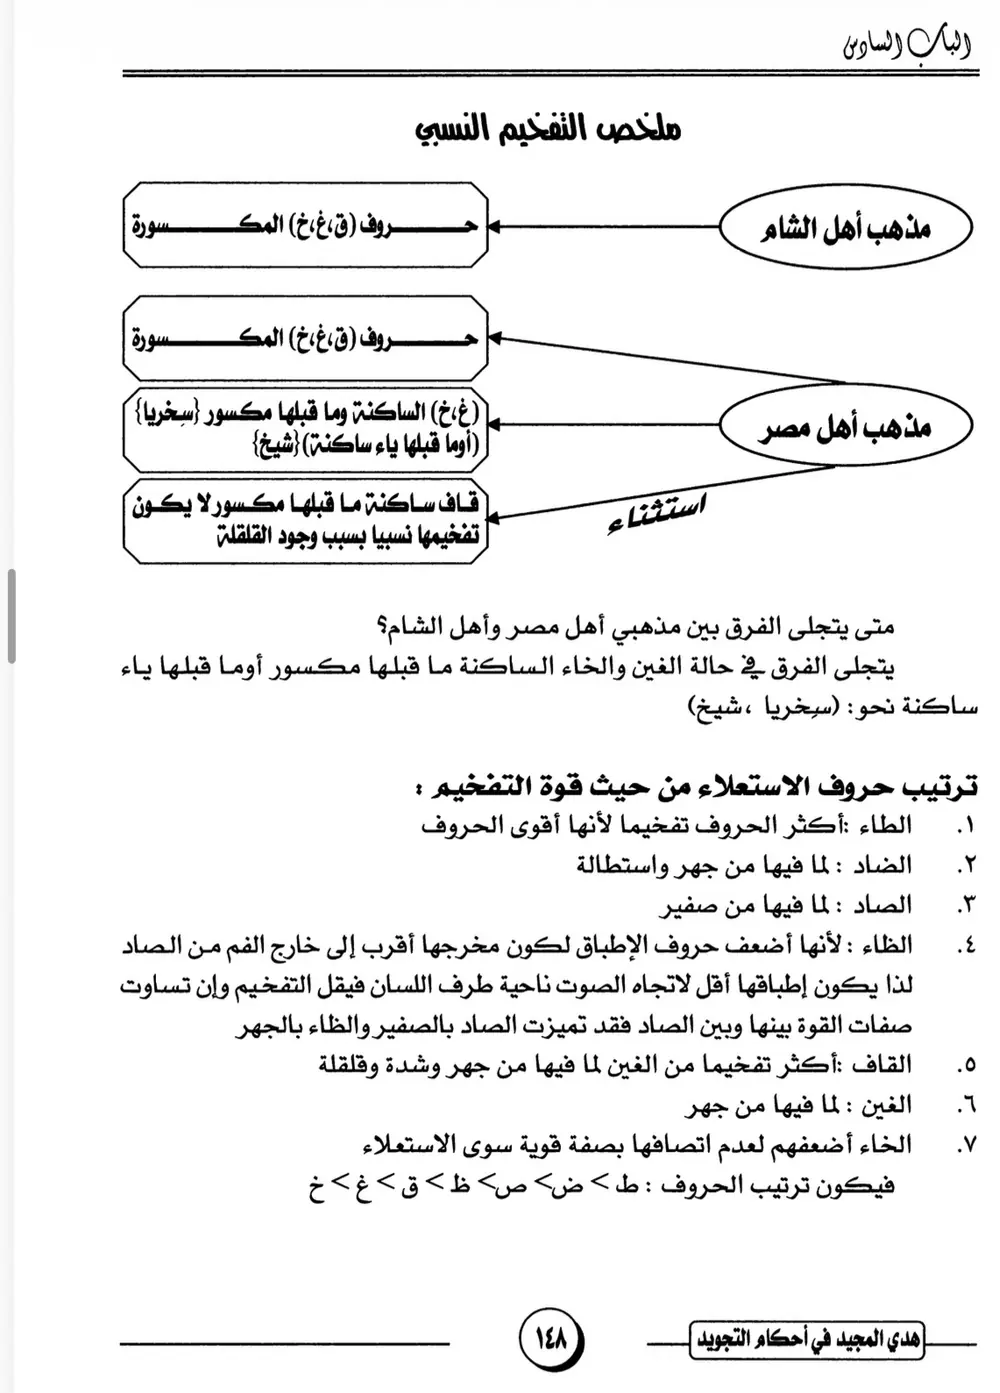 الباب السادس
ملخص التفخيم النسبي
مذهب أهل الشام
حروف (ق،غ،خ) المكسورة
مذهب أهل مصر
حروف (ق،غ،خ) المكسورة
(غ،خ) الساكنة وما قبلها مكسور {سِخريا}
(أوما قبلها ياء ساكنة){شيخ}
استثناء
قاف ساكنة ما قبلها مكسور لا يكون
تفخيمها نسبيا بسبب وجود القلقلة
متى يتجلى الفرق بين مذهبي أهل مصر وأهل الشام؟
يتجلى الفرق في حالة الغين والخاء الساكنة ما قبلها مكسور أوما قبلها ياء
ساكنة نحو: (سِخريا ،شيخ)
ترتيب حروف الاستعلاء من حيث قوة التفخيم :
١. الطاء :أكثر الحروف تفخيما لأنها أقوى الحروف
٢. الضاد : لما فيها من جهر واستطالة
٣. الصاد : لما فيها من صفير
٤. الظاء : لأنها أضعف حروف الإطباق لكون مخرجها أقرب إلى خارج الفم من الصاد
لذا يكون إطباقها أقل لاتجاه الصوت ناحية طرف اللسان فيقل التفخيم وإن تساوت
صفات القوة بينها وبين الصاد فقد تميزت الصاد بالصفير والظاء بالجهر
٥. القاف :أكثر تفخيما من الغين لما فيها من جهر وشدة وقلقلة
٦. الغين : لما فيها من جهر
٧. الخاء أضعفهم لعدم اتصافها بصفة قوية سوى الاستعلاء
فيكون ترتيب الحروف : ط > ض> ص> ظ > ق > غ > خ
هدي المجيد في أحكام التجويد
١٤٨